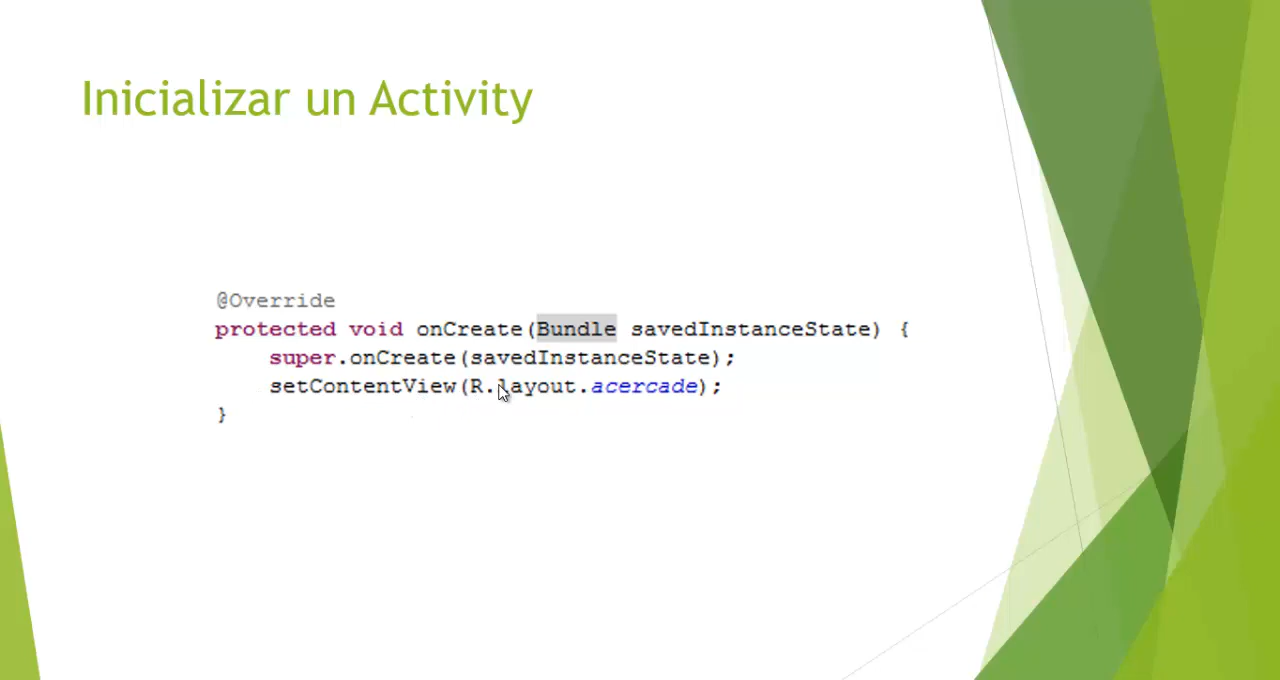 Inicializar un Activity
@Override
protected void onCreate(Bundle savedInstanceState) {
super.onCreate(savedInstanceState);
setContentView(R.layout.acercade);
}